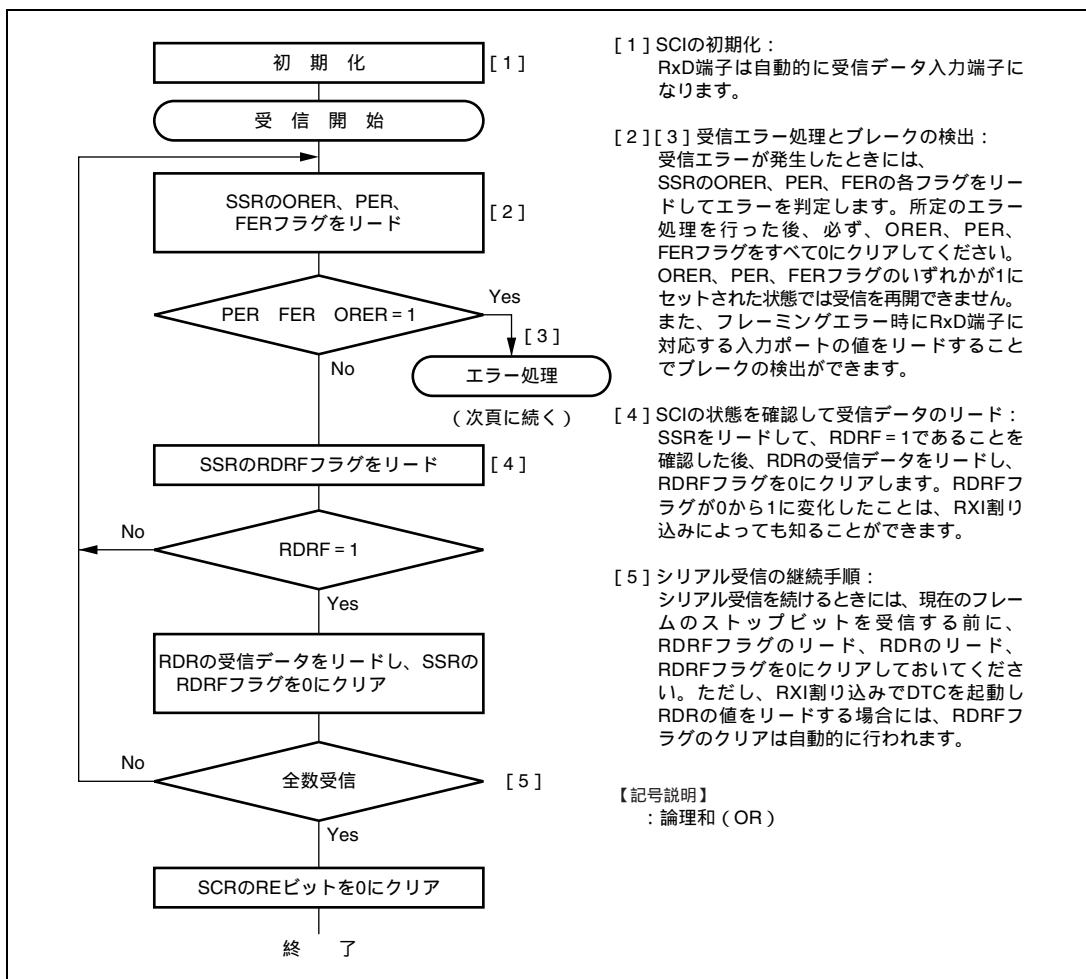 初 期 化 [ 1 ]
受 信 開 始
SSRのORER、PER、
FERフラグをリード
[ 2 ]
PER FER ORER = 1
Yes
[ 3 ]
No
エラー処理
( 次頁に続く )
SSRのRDRFフラグをリード [ 4 ]
No
RDRF = 1
Yes
RDRの受信データをリードし、SSRの
RDRFフラグを0にクリア
No
全数受信 [ 5 ]
Yes
SCRのREビットを0にクリア
終 了
[ 1 ] SCIの初期化：
RxD端子は自動的に受信データ入力端子に
なります。
[ 2 ] [ 3 ] 受信エラー処理とブレークの検出：
受信エラーが発生したときには、
SSRのORER、PER、FERの各フラグをリー
ドしてエラーを判定します。所定のエラー
処理を行った後、必ず、ORER、PER、
FERフラグをすべて0にクリアしてください。
ORER、PER、FERフラグのいずれかが1に
セットされた状態では受信を再開できません。
また、フレーミングエラー時にRxD端子に
対応する入力ポートの値をリードすること
でブレークの検出ができます。
[ 4 ] SCIの状態を確認して受信データのリード：
SSRをリードして、RDRF = 1であることを
確認した後、RDRの受信データをリードし、
RDRFフラグを0にクリアします。RDRFフ
ラグが0から1に変化したことは、RXI割り
込みによっても知ることができます。
[ 5 ] シリアル受信の継続手順：
シリアル受信を続けるときには、現在のフレー
ムのストップビットを受信する前に、
RDRFフラグのリード、RDRのリード、
RDRFフラグを0にクリアしておいてくださ
い。ただし、RXI割り込みでDTCを起動し
RDRの値をリードする場合には、RDRFフ
ラグのクリアは自動的に行われます。
【記号説明】
：論理和 ( OR )